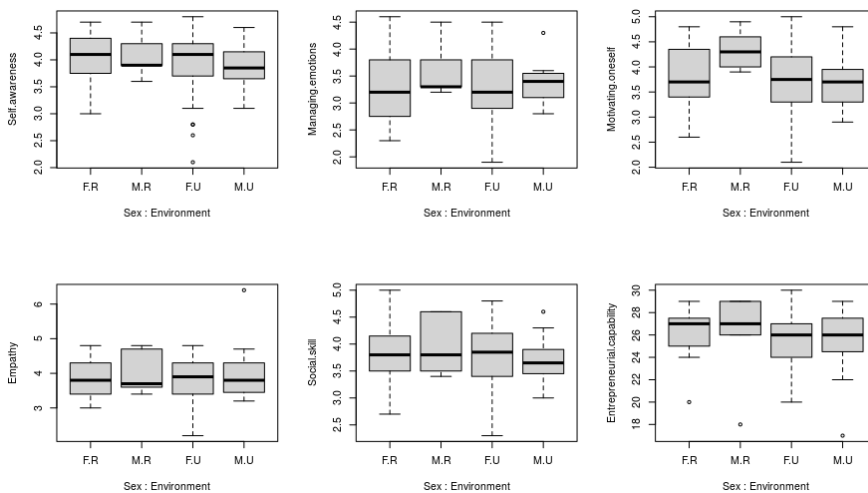 Self.awareness
4.5
4.0
3.5
3.0
2.5
2.0
F.R M.R F.U M.U
Sex : Environment
Managing.emotions
4.5
4.0
3.5
3.0
2.5
2.0
F.R M.R F.U M.U
Sex : Environment
Motivating.oneself
5.0
4.5
4.0
3.5
3.0
2.5
2.0
F.R M.R F.U M.U
Sex : Environment
Empathy
6
5
4
3
F.R M.R F.U M.U
Sex : Environment
Social.skill
5.0
4.5
4.0
3.5
3.0
2.5
F.R M.R F.U M.U
Sex : Environment
Entrepreneurial.capability
30
28
26
24
22
20
18
F.R M.R F.U M.U
Sex : Environment